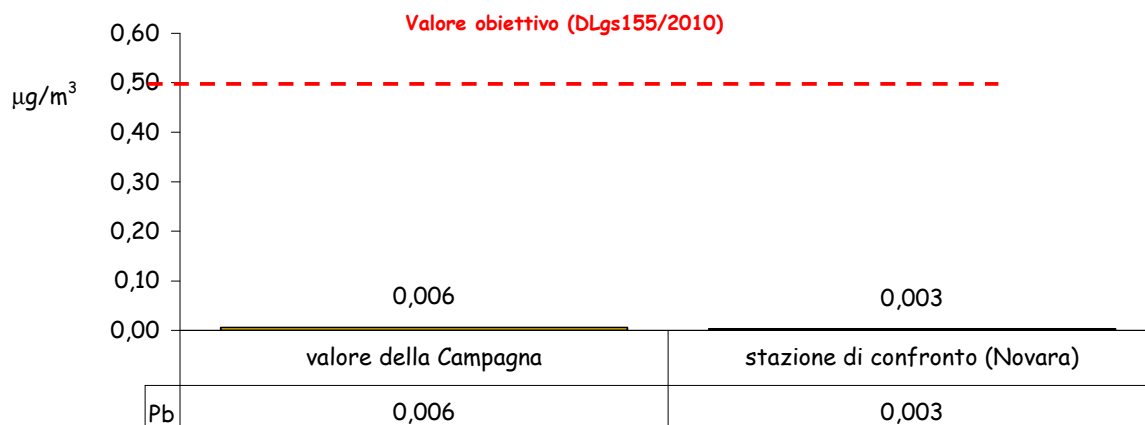 Valore obiettivo (DLgs155/2010)
0,60
0,50
µg/m³
0,40
0,30
0,20
0,10
0,006
0,003
0,00
valore della Campagna
stazione di confronto (Novara)
Pb
0,006
0,003